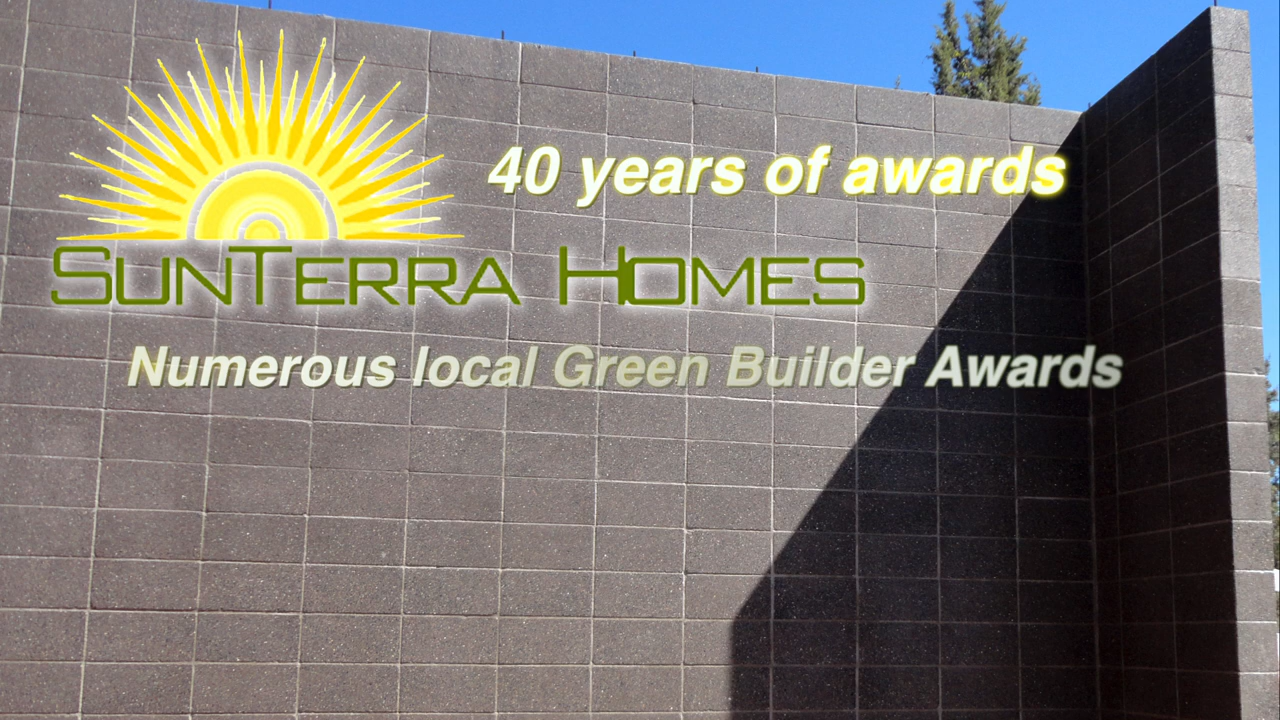 40 years of awards
SunTerra Homes
Numerous local Green Builder Awards